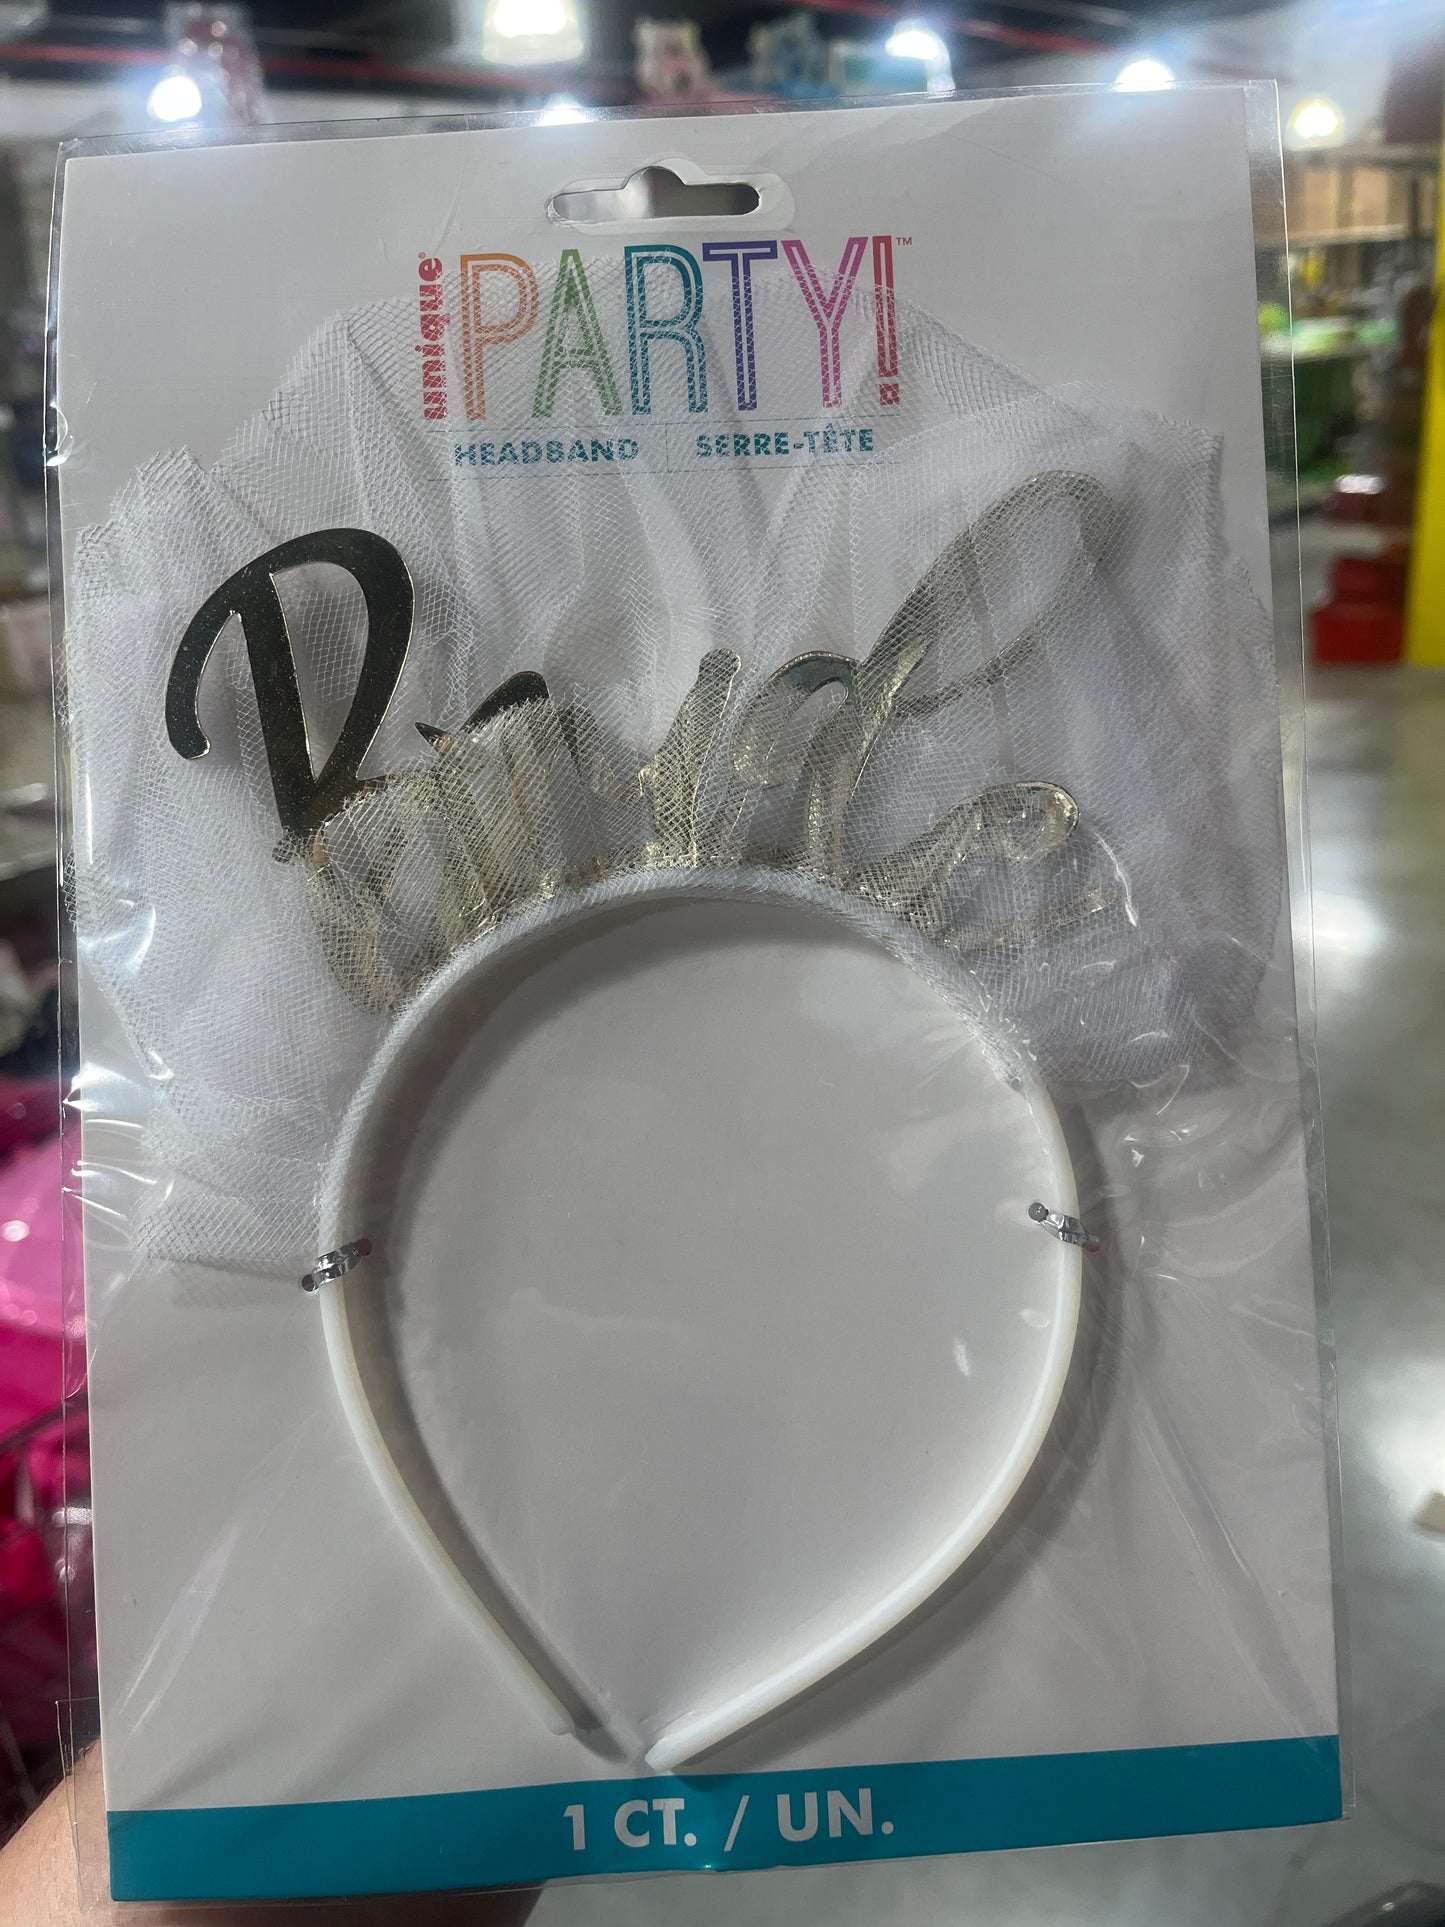 unique®
PARTY!™
HEADBAND | SERRE-TÊTE
Bride
1 CT. / UN.